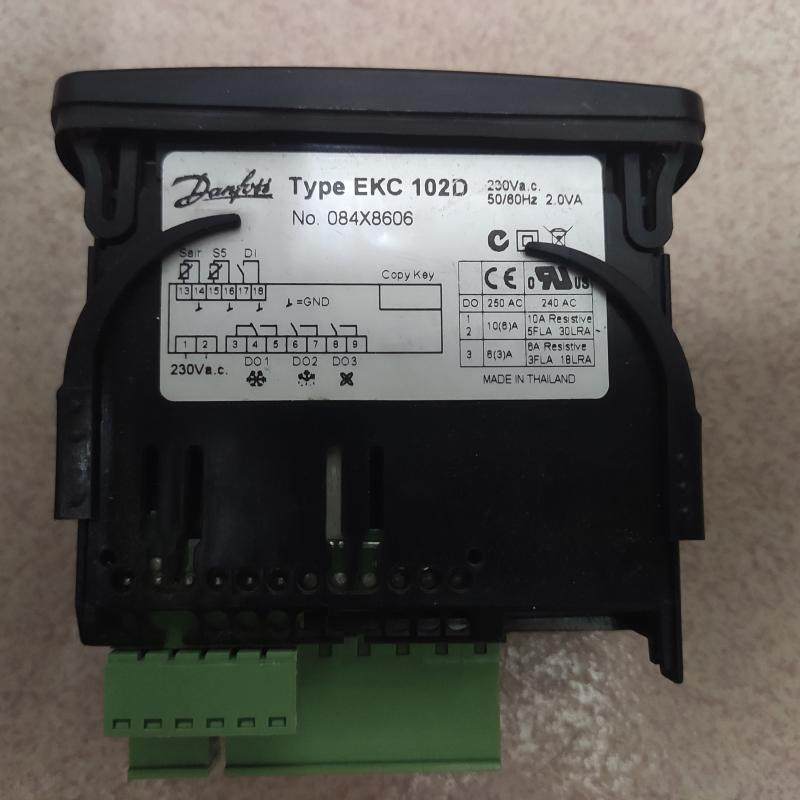 Danfoss
Type EKC 102D
230Va.c.
50/60Hz 2.0VA
No. 084X8606
Sair S5 DI
Copy Key
13 14 15 16 17 18
=GND
CE
c UL US
DO 250 AC 240 AC
1 10(6)A 10A Resistive
2 5FLA 30LRA
3 6(3)A 6A Resistive
3FLA 18LRA
1 2 3 4 5 6 7 8 9
230Va.c.
DO1 DO2 DO3
MADE IN THAILAND